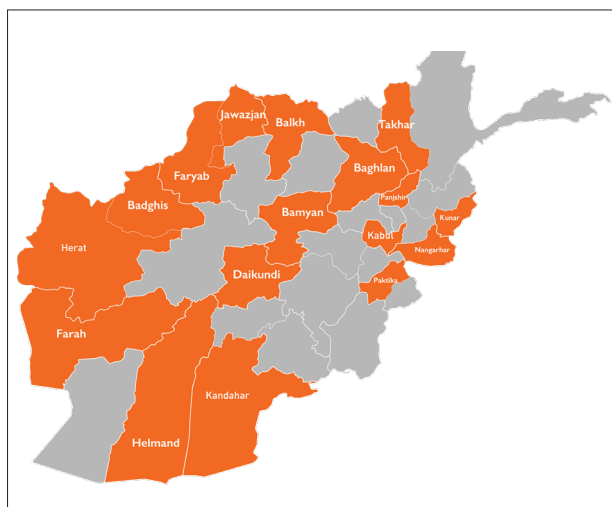 Jawazjan
Balkh
Takhar
Faryab
Baghlan
Badghis
Panjshir
Bamyan
Kunar
Kabul
Herat
Nangarhar
Daikundi
Paktika
Farah
Kandahar
Helmand